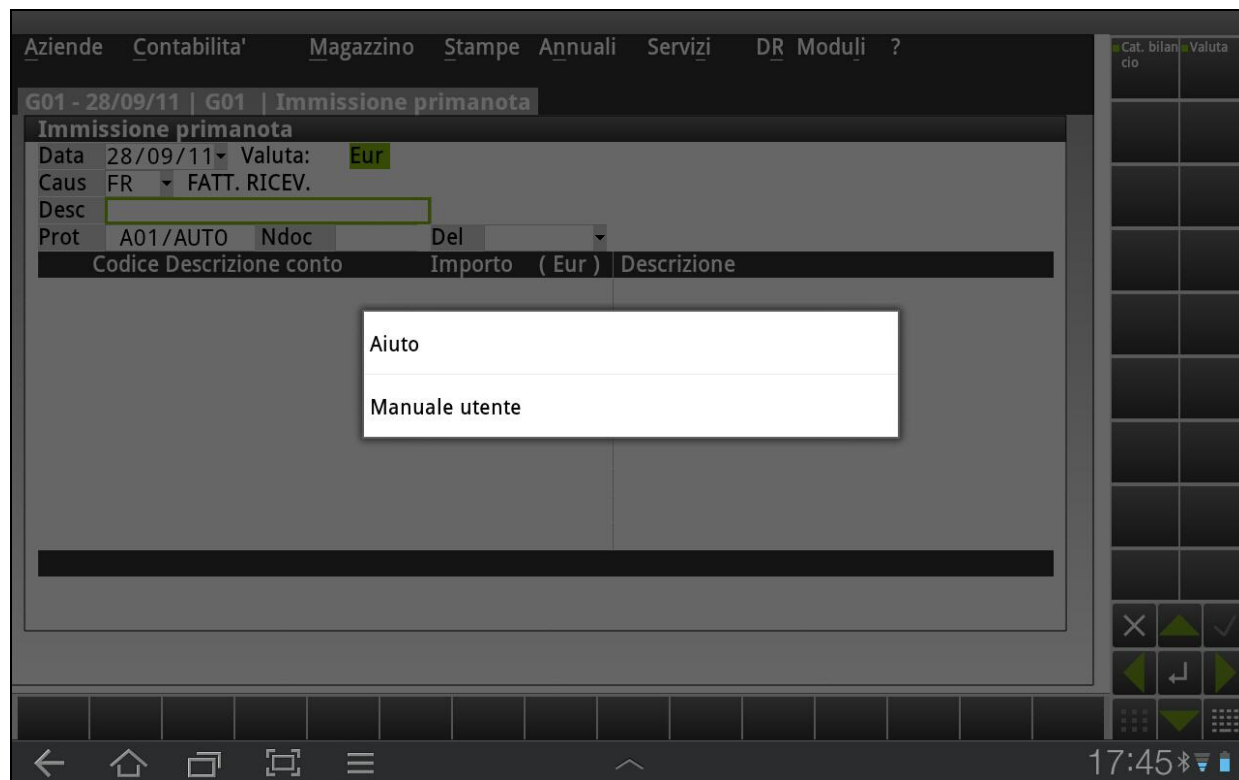 Aziende Contabilita' Magazzino Stampe Annuali Servizi DR Moduli ?
Cat. bilan
cio
Valuta
G01 - 28/09/11 | G01 | Immissione primanota
Immissione primanota
Data 28/09/11 Valuta: Eur
Caus FR FATT. RICEV.
Desc
Prot A01/AUTO Ndoc Del
Codice Descrizione conto Importo ( Eur ) Descrizione
Aiuto
Manuale utente
17:45